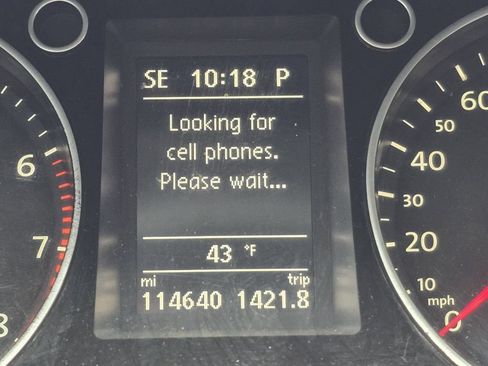 SE 10:18 P
Looking for
cell phones.
Please wait...
43 °F
mi trip
114640 1421.8
6
7
8
60
50
40
30
20
10
mph
0